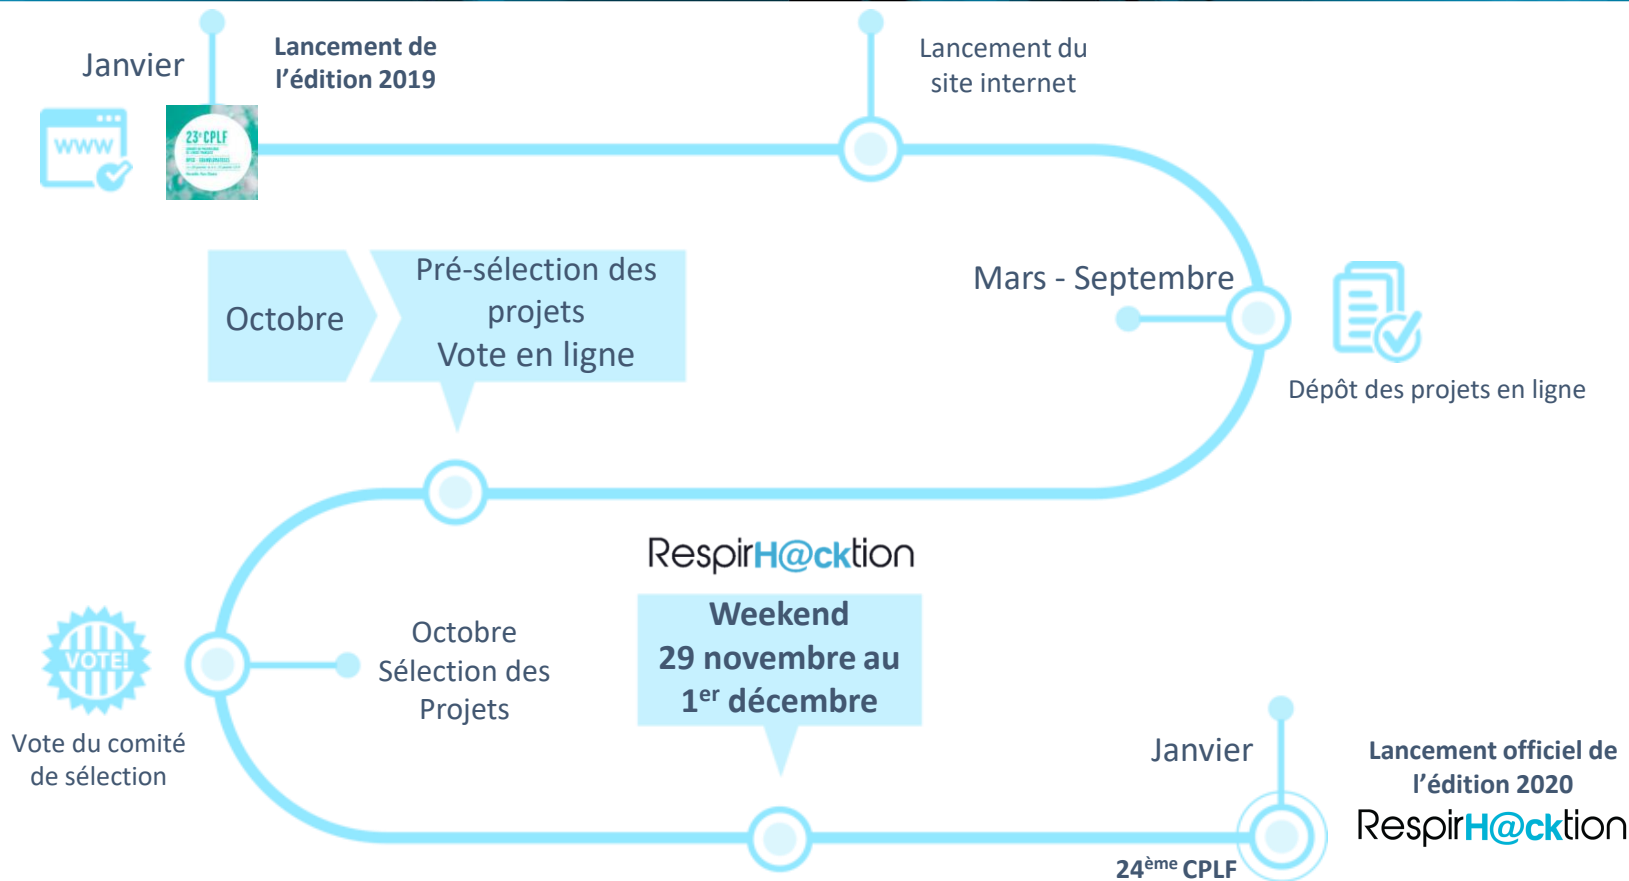 Janvier
Lancement de
l’édition 2019
www
23e CPLF
Lancement du
site internet
Mars - Septembre
Dépôt des projets en ligne
Octobre
Pré-sélection des
projets
Vote en ligne
VOTE!
Vote du comité
de sélection
Octobre
Sélection des
Projets
RespirH@cktion
Weekend
29 novembre au
1er décembre
Janvier
24ème CPLF
Lancement officiel de
l’édition 2020
RespirH@cktion